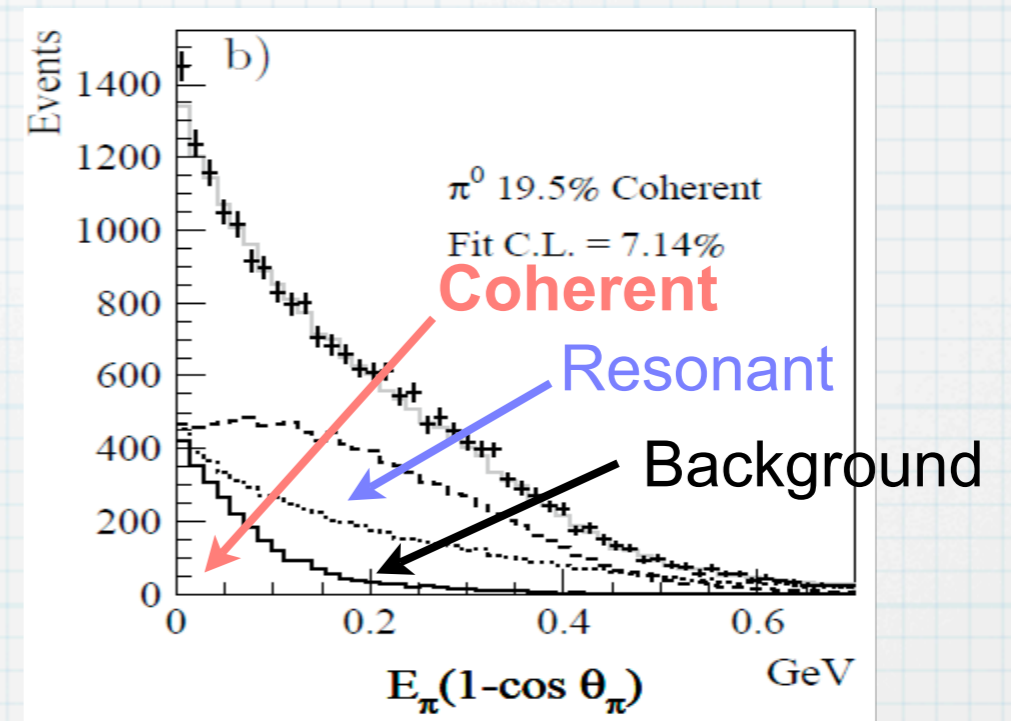 b)
Events
1400
1200
1000
800
600
400
200
0
π⁰ 19.5% Coherent
Fit C.L. = 7.14%
Coherent
Resonant
Background
0 0.2 0.4 0.6
GeV
E_π(1-cos θ_π)